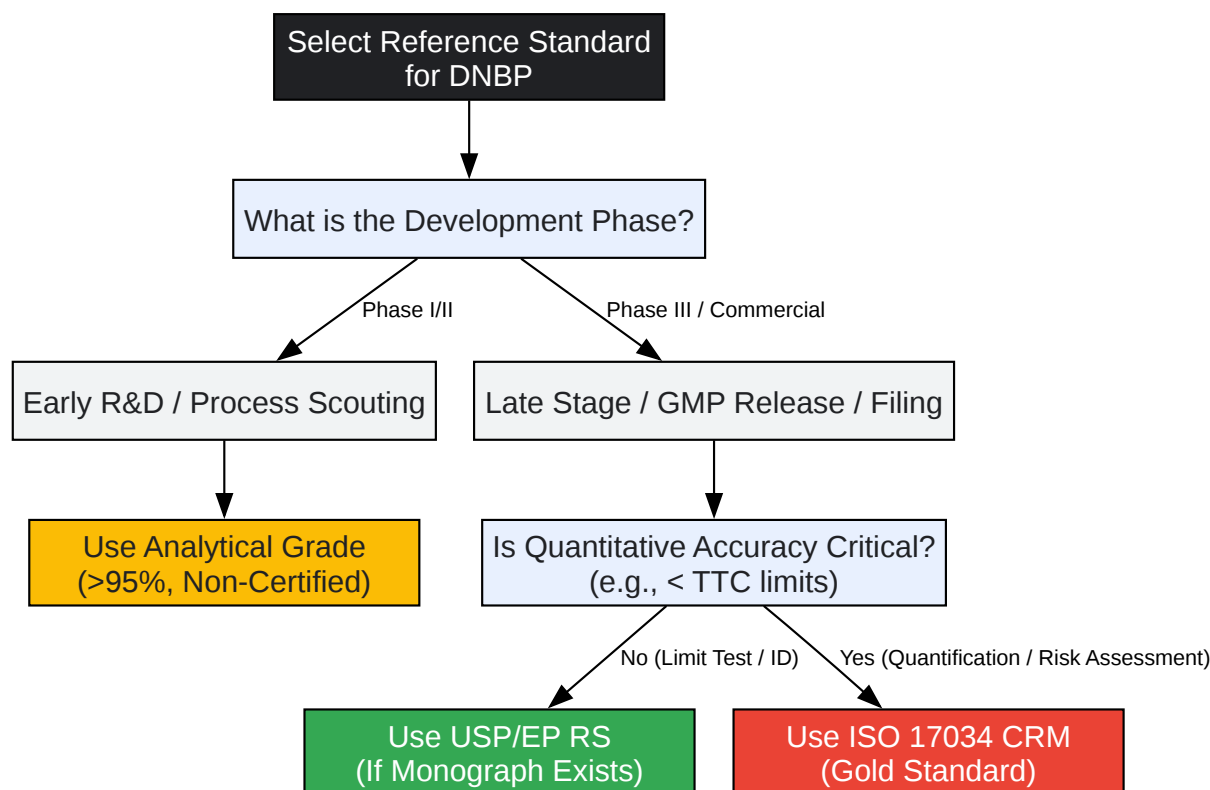 Select Reference Standard
for DNBP
What is the Development Phase?
Phase I/II
Phase III / Commercial
Early R&D / Process Scouting
Late Stage / GMP Release / Filing
Use Analytical Grade
(>95%, Non-Certified)
Is Quantitative Accuracy Critical?
(e.g., < TTC limits)
No (Limit Test / ID)
Yes (Quantification / Risk Assessment)
Use USP/EP RS
(If Monograph Exists)
Use ISO 17034 CRM
(Gold Standard)